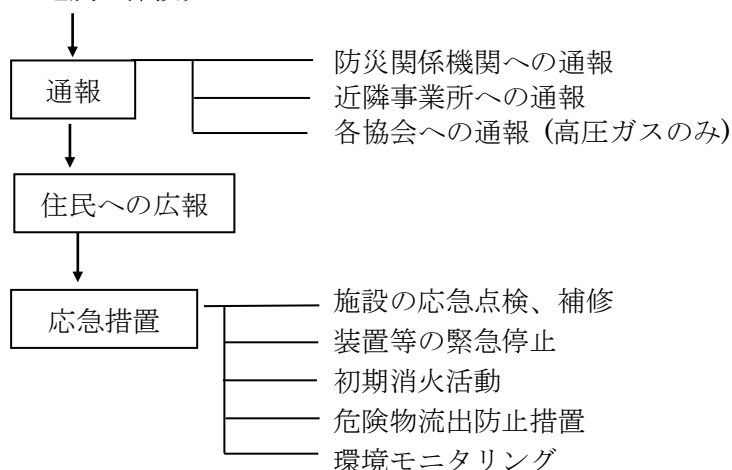 通報
防災関係機関への通報
近隣事業所への通報
各協会への通報 (高圧ガスのみ)
住民への広報
応急措置
施設の応急点検、補修
装置等の緊急停止
初期消火活動
危険物流出防止措置
環境モニタリング